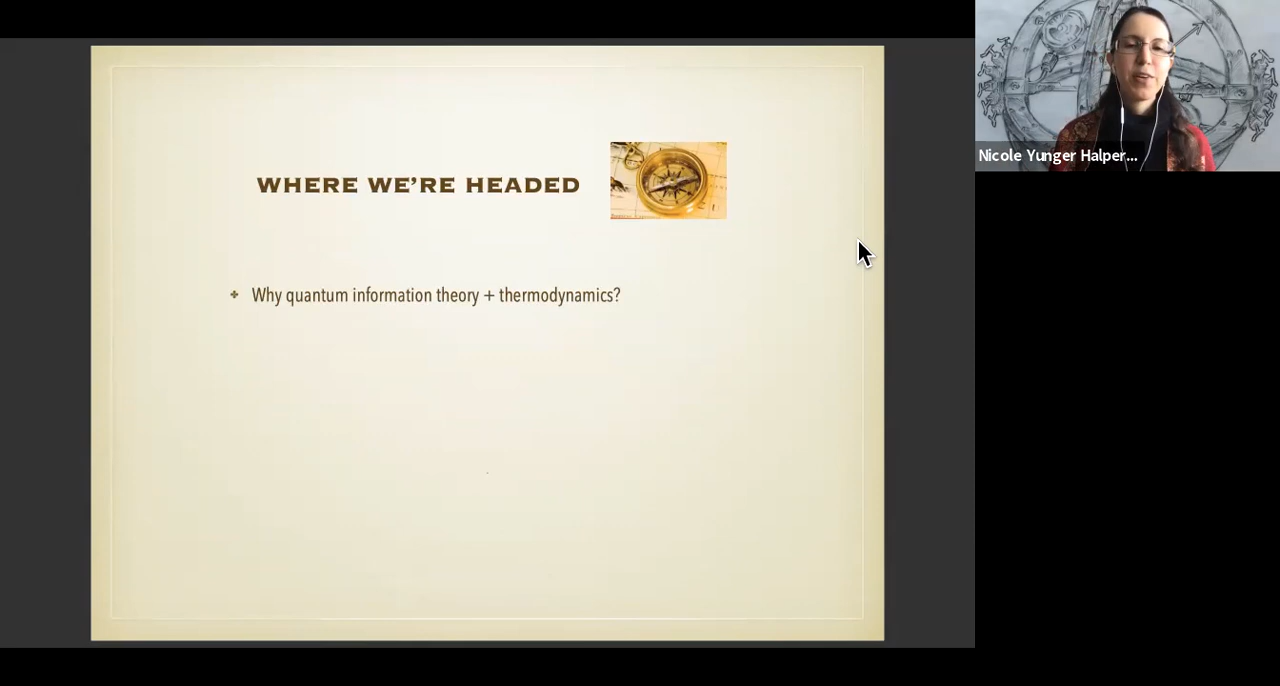 WHERE WE'RE HEADED
Why quantum information theory + thermodynamics?
Nicole Yunger Halper...